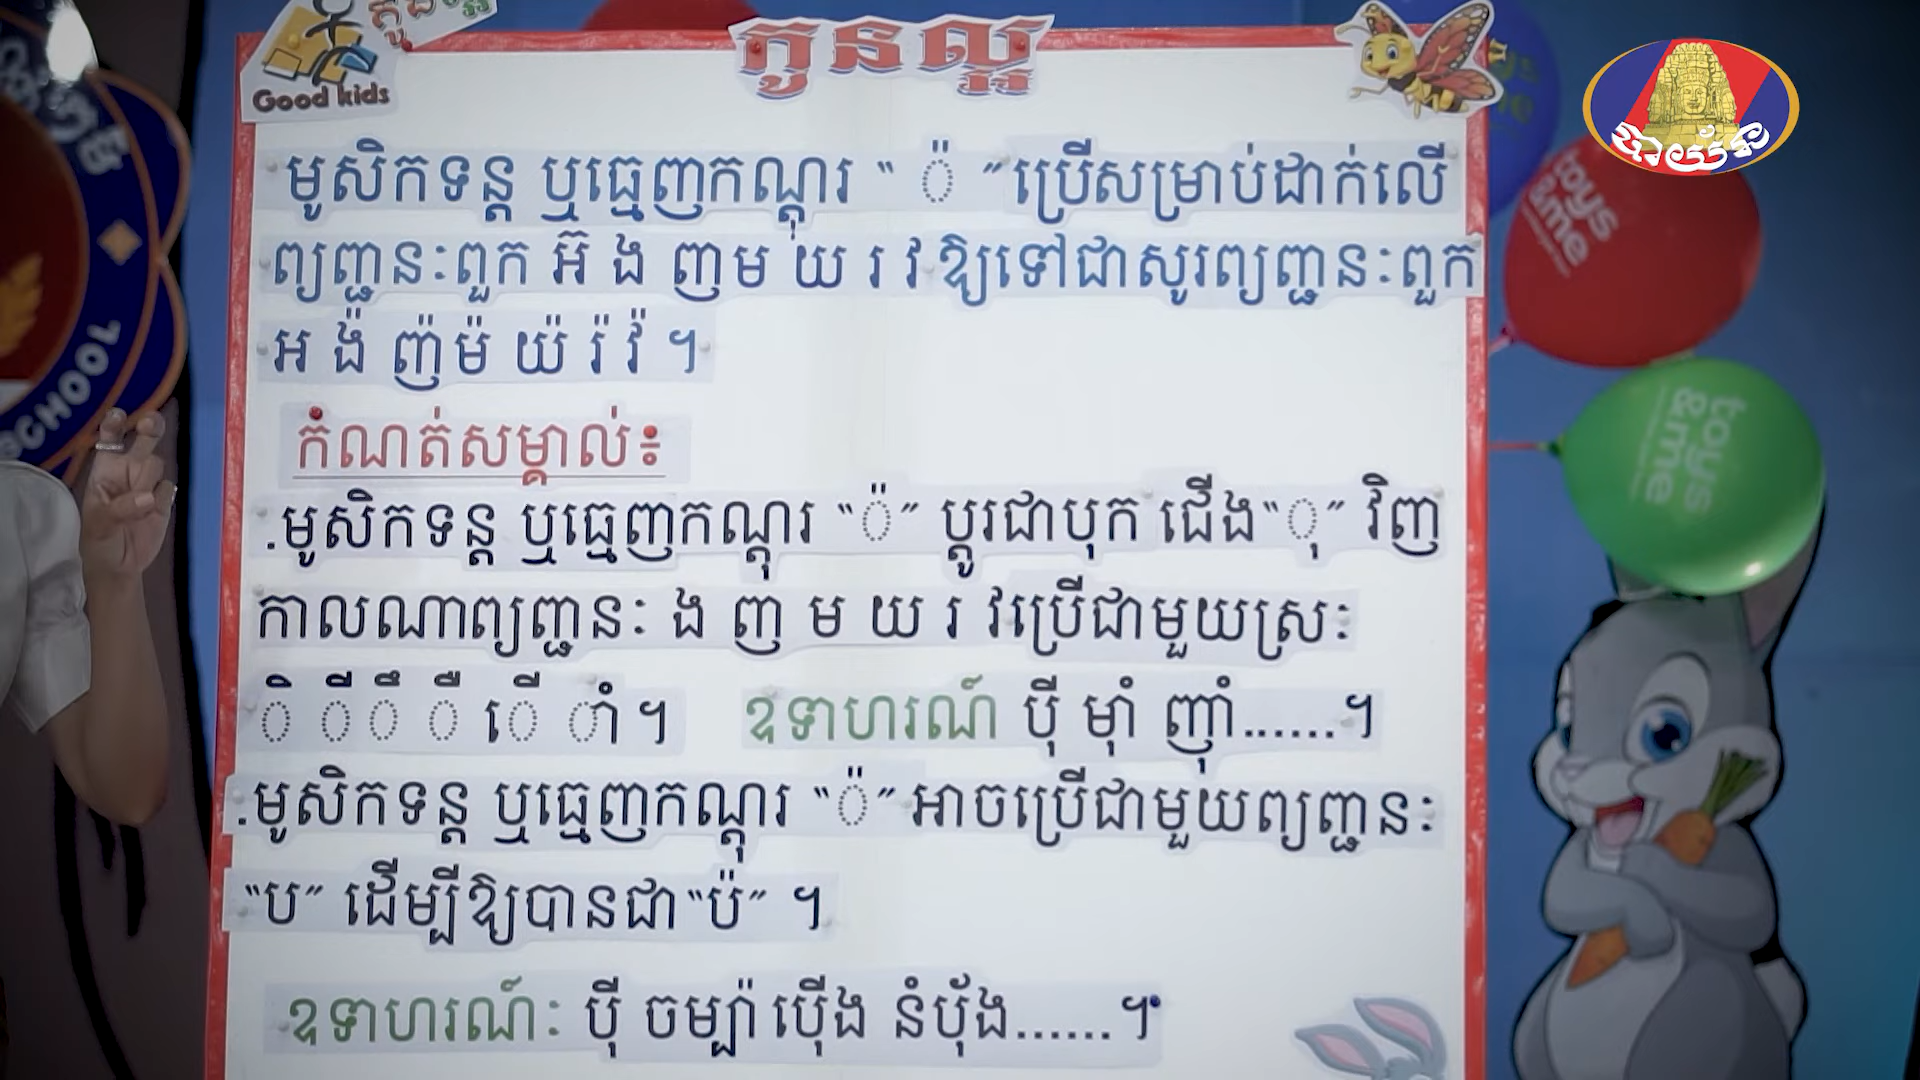 កូនល្អ
Good kids
មូសិកទន្ត ឬធ្មេញកណ្ដុរ “ ៉ ” ប្រើសម្រាប់ដាក់លើ
ព្យញ្ជនៈពួក អ៊ ង ញ ម យ រ វ ឱ្យទៅជាសូរព្យញ្ជនៈពួក
អ ង៉ ញ៉ ម៉ យ៉ រ៉ វ៉ ។
កំណត់សម្គាល់៖
.មូសិកទន្ត ឬធ្មេញកណ្ដុរ “៉” ប្ដូរជាបុក ជើង“ុ” វិញ
កាលណាព្យញ្ជនៈ ង ញ ម យ រ វប្រើជាមួយស្រៈ
ិ ី ឹ ឺ ើ ាំ ។ ឧទាហរណ៍ ប៉ី ម៉ាំ ញ៉ាំ......។
.មូសិកទន្ត ឬធ្មេញកណ្ដុរ “៉” អាចប្រើជាមួយព្យញ្ជនៈ
“ប” ដើម្បីឱ្យបានជា“ប៉” ។
ឧទាហរណ៍ៈ ប៉ី ចម្ប៉ា ប៉ើង នំប៉័ង......។
បាយ័ន
toys
&me
toys
&me
SCHOOL